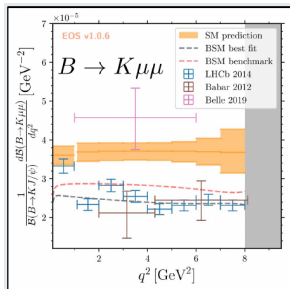 ×10⁻⁵
EOS v1.0.6
SM prediction
BSM best fit
BSM benchmark
LHCb 2014
Babar 2012
Belle 2019
B → Kμμ
7
6
5
4
3
2
1/B(B→KJ/ψ) dB(B→Kμμ)/dq² [GeV⁻²]
0 2 4 6 8
q² [GeV²]